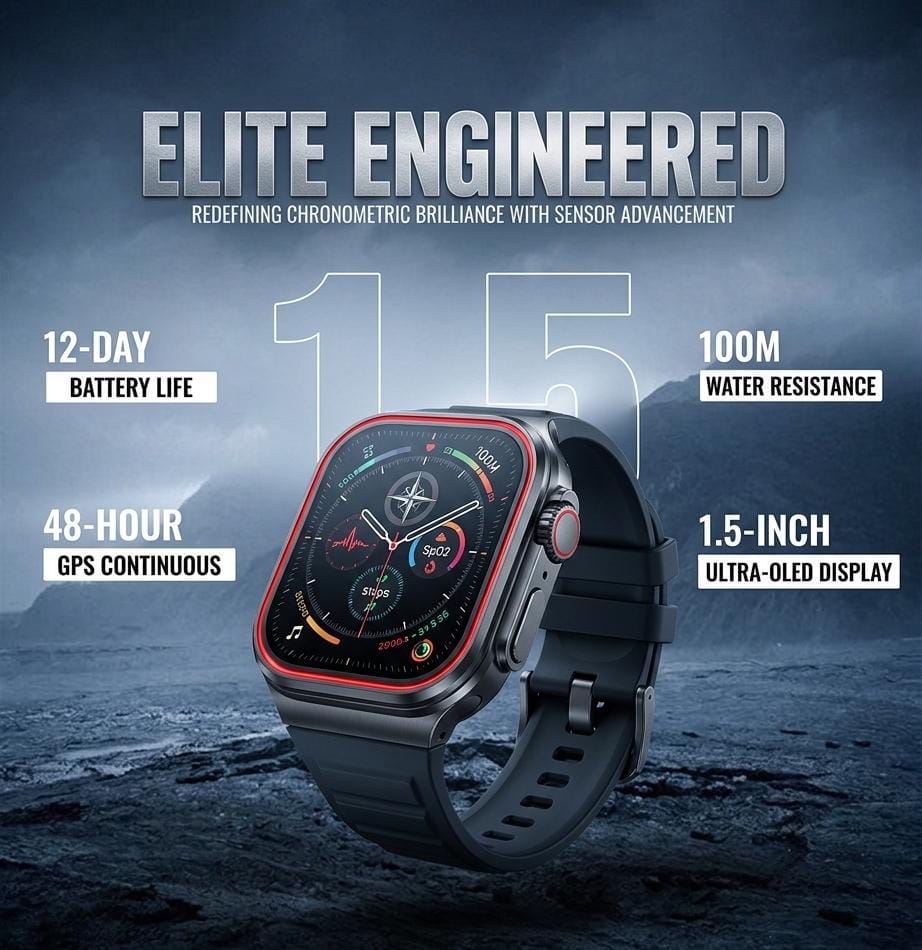 ELITE ENGINEERED
REDEFINING CHRONOMETRIC BRILLIANCE WITH SENSOR ADVANCEMENT
15
12-DAY
BATTERY LIFE
100M
WATER RESISTANCE
48-HOUR
GPS CONTINUOUS
1.5-INCH
ULTRA-OLED DISPLAY
100M
SpO2